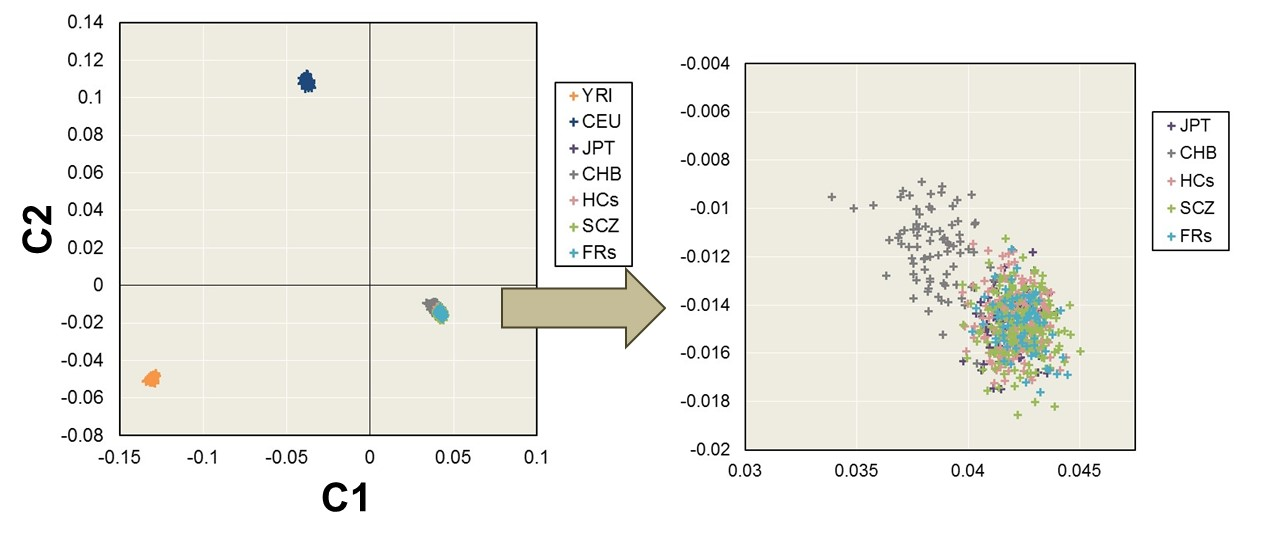 0.14
0.12
0.1
0.08
0.06
0.04
0.02
0
-0.02
-0.04
-0.06
-0.08
C2
-0.15 -0.1 -0.05 0 0.05 0.1
C1
YRI
CEU
JPT
CHB
HCs
SCZ
FRs
-0.004
-0.006
-0.008
-0.01
-0.012
-0.014
-0.016
-0.018
-0.02
0.03 0.035 0.04 0.045
JPT
CHB
HCs
SCZ
FRs